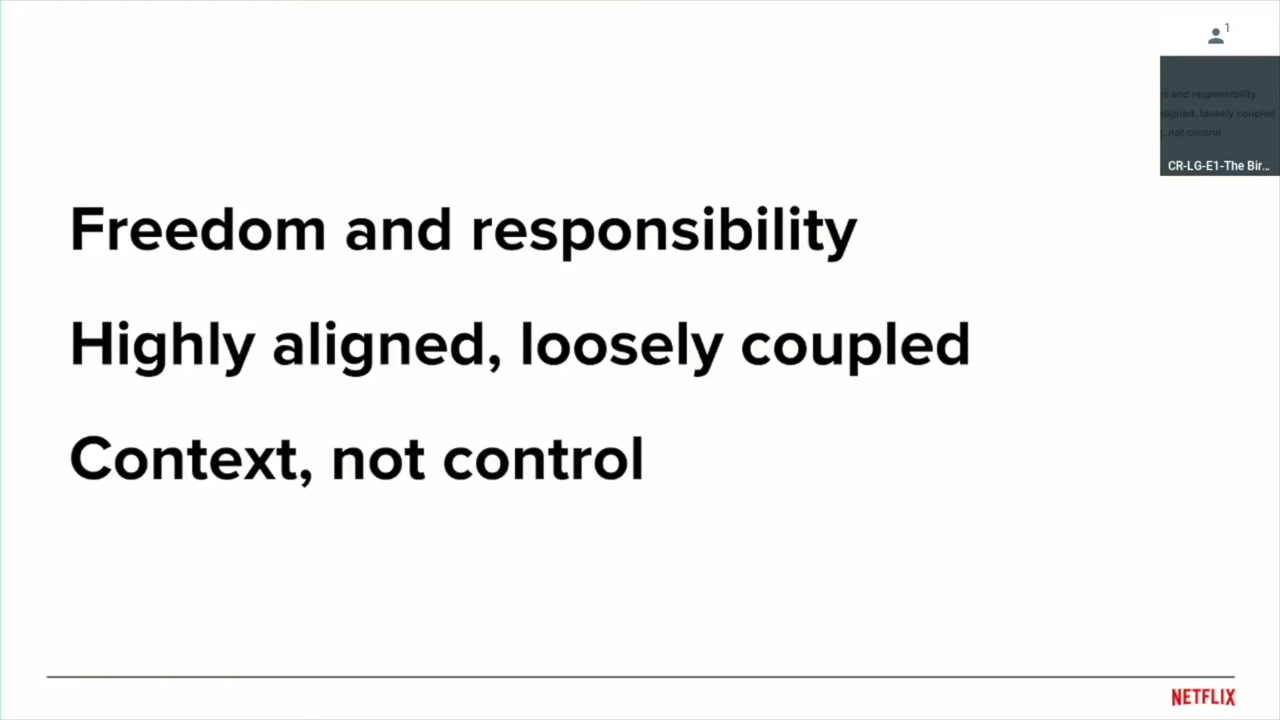 1
m and responsibility
aligned, loosely coupled
, not control
CR-LG-E1-The Bir...
Freedom and responsibility
Highly aligned, loosely coupled
Context, not control
NETFLIX